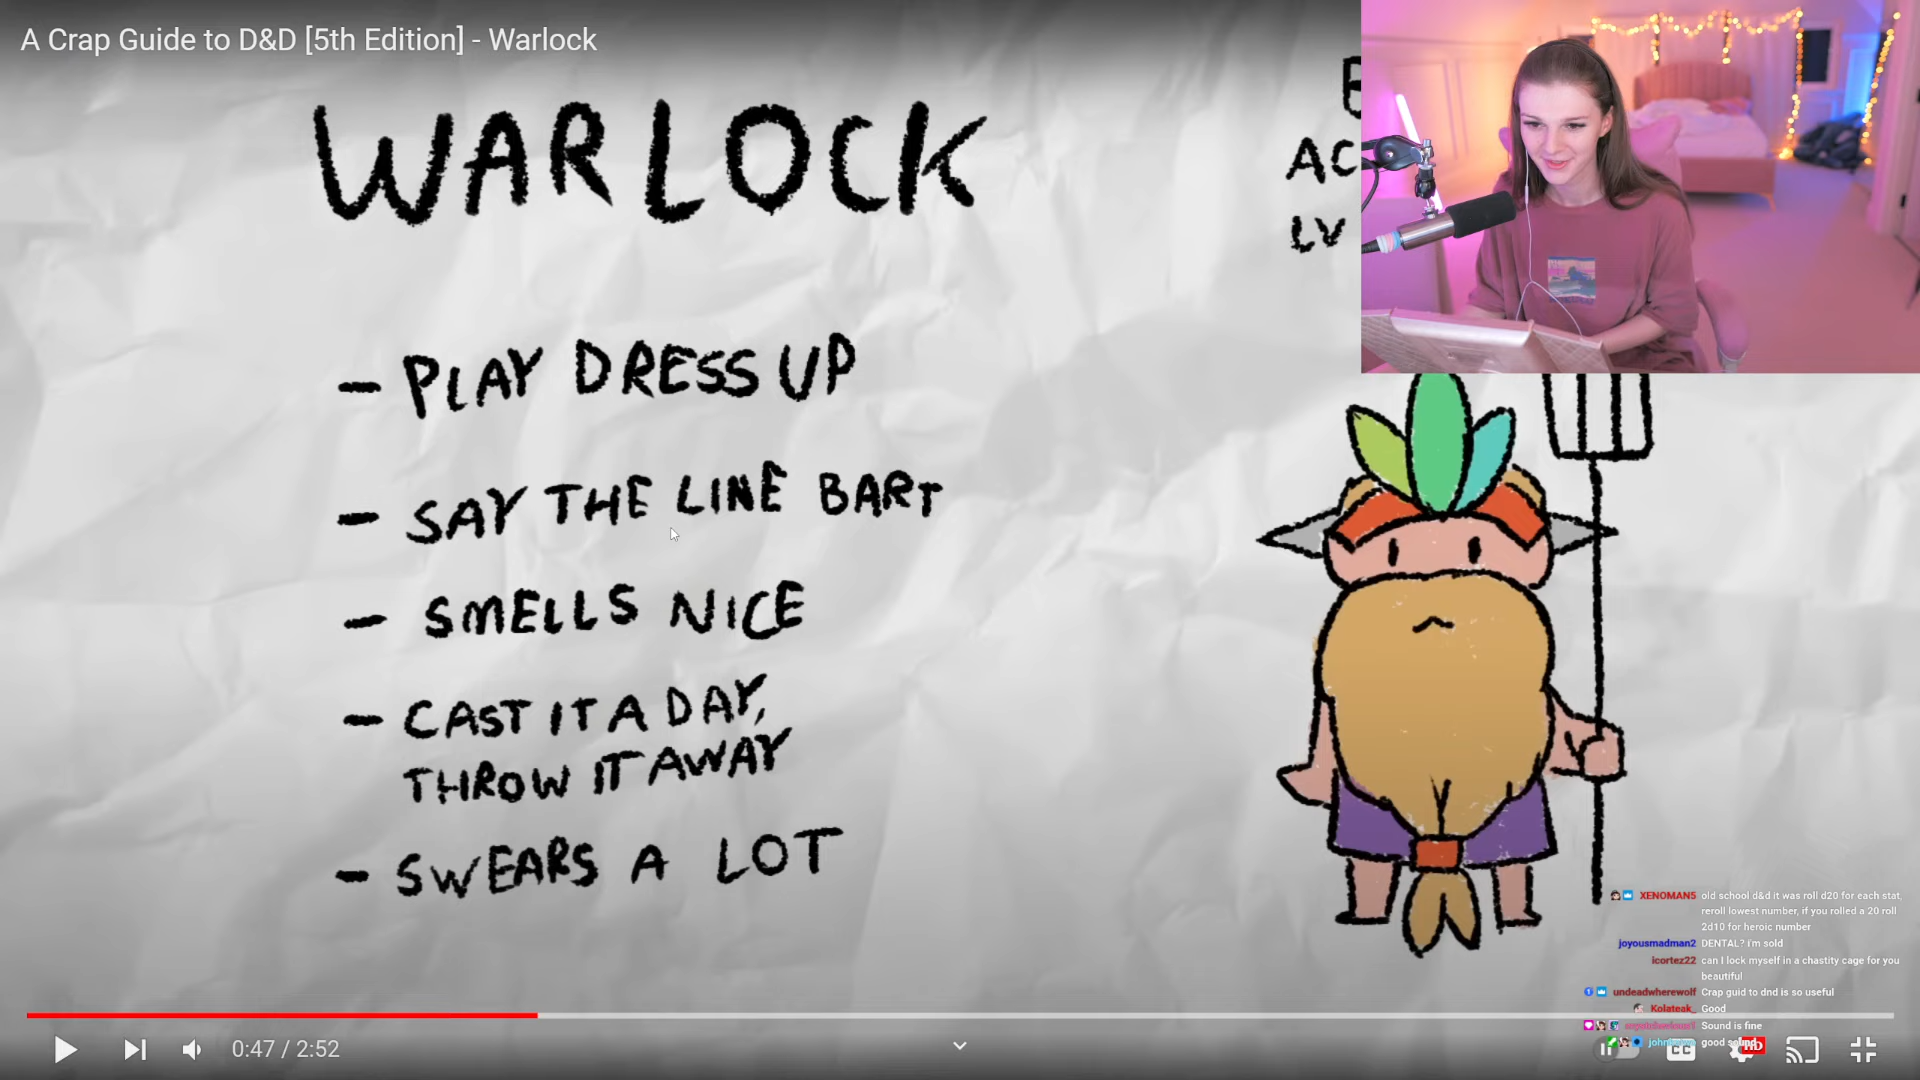 A Crap Guide to D&D [5th Edition] - Warlock
WARLOCK
AC
LV
- PLAY DRESS UP
- SAY THE LINE BART
- SMELLS NICE
- CAST IT A DAY,
THROW IT AWAY
- SWEARS A LOT
XENOMAN5 old school d&d it was roll d20 for each stat,
reroll lowest number, if you rolled a 20 roll
2d10 for heroic number
joyousmadman2 DENTAL? i'm sold
icortez22 can I lock myself in a chastity cage for you
beautiful
undeadwherewolf Crap guid to dnd is so useful
Kolateak_ Good
Sound is fine
good sound
0:47 / 2:52
CC
HD